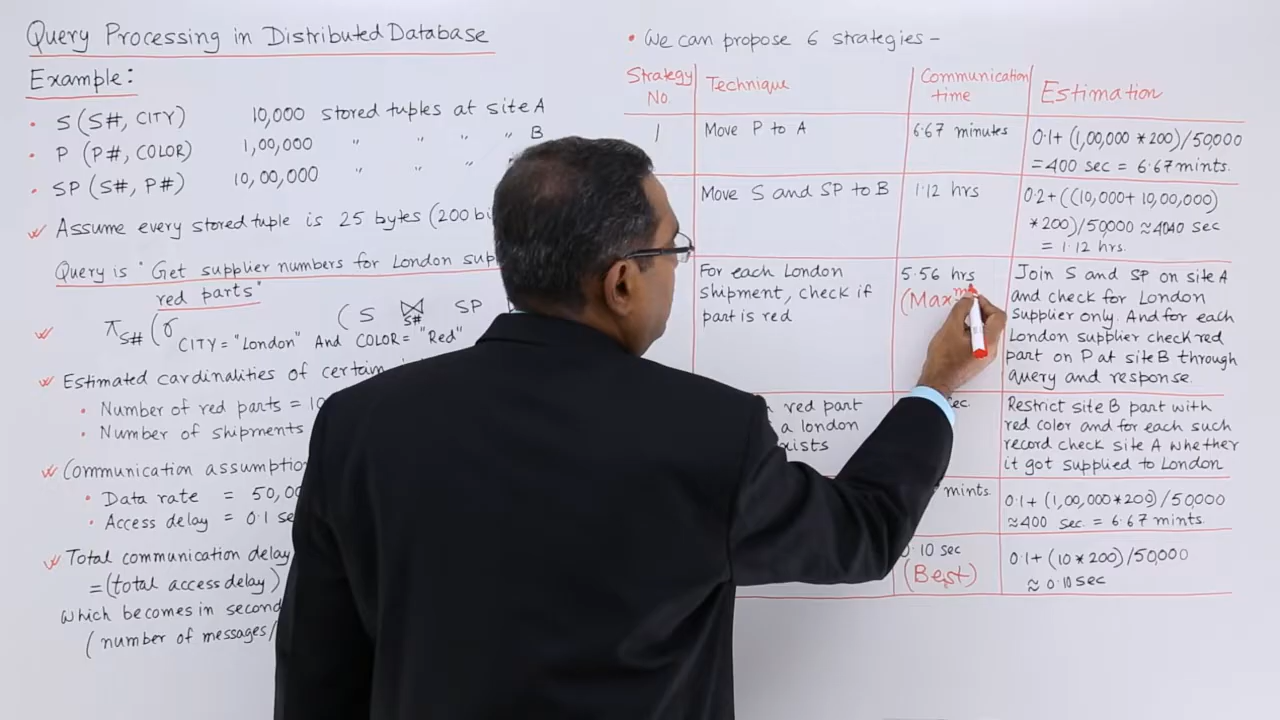 Query Processing in Distributed Database
Example:
• S (S#, CITY) 10,000 stored tuples at site A
• P (P#, COLOR) 1,00,000 " " " " B
• SP (S#, P#) 10,00,000 " "
Assume every stored tuple is 25 bytes (200
Query is "Get supplier numbers for London
red parts"
π S# (σ CITY = "London" And COLOR = "Red" (S ⋈ S# SP
Estimated cardinalities of certain
• Number of red parts =
• Number of shipments
Communication
• Data rate =
• Access delay = 0.1
Total communication delay
= (total access delay)
which becomes in
(number of messages/
• We can propose 6 strategies –
Strategy No. Technique Communication time Estimation
1 Move P to A 6.67 minutes 0.1+ (1,00,000 * 200)/50,000
= 400 sec = 6.67 mints.
Move S and SP to B 1.12 hrs 0.2+ ((10,000+ 10,00,000)
*200)/50,000 ≈ 4040 sec
= 1.12 hrs.
For each London
shipment, check if
part is red
5.56 hrs
(Max
Join S and SP on site A
and check for London
supplier only. And for each
London supplier check red
part on P at site B through
query and response.
red part
a london
Restrict site B part with
red color and for each such
record check site A whether
it got supplied to London
mints. 0.1+ (1,00,000*200)/50,000
≈400 sec. = 6.67 mints.
0.10 sec
(Best)
0.1+ (10*200)/50,000
≈ 0.10 sec